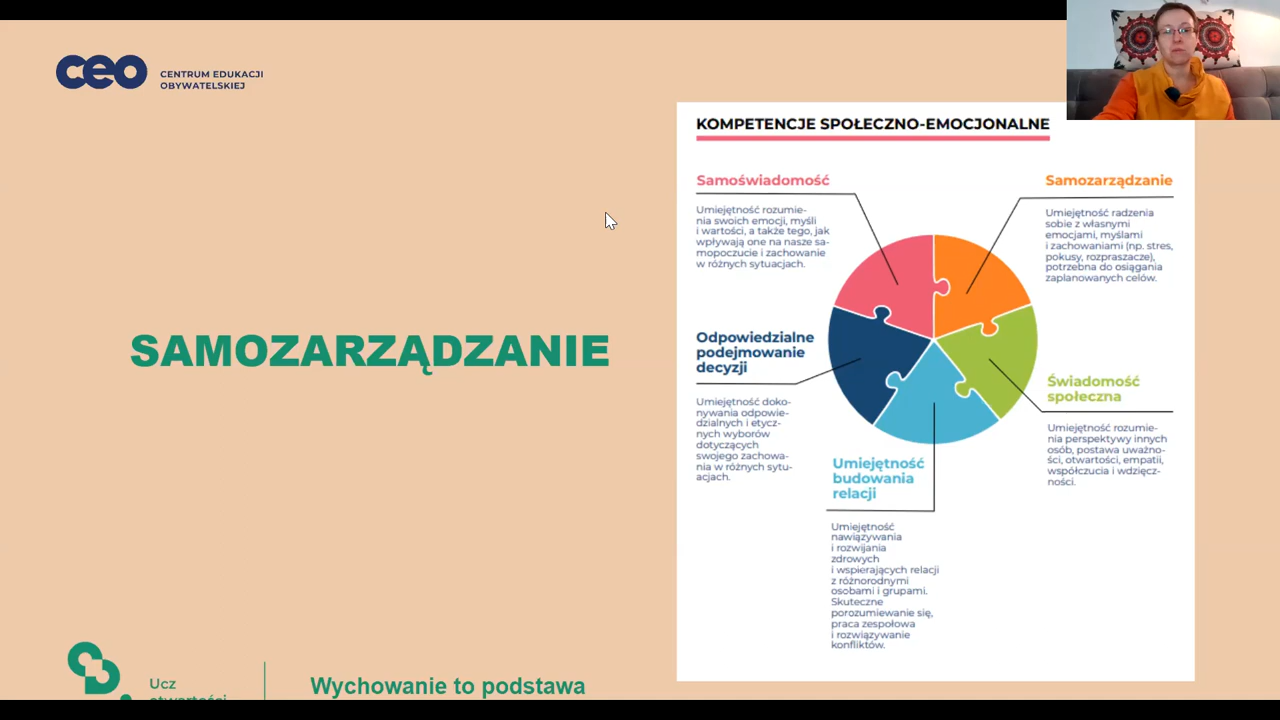 ceo
CENTRUM EDUKACJI
OBYWATELSKIEJ
SAMOZARZĄDZANIE
KOMPETENCJE SPOŁECZNO-EMOCJONALNE
Samoświadomość
Umiejętność rozumie-
nia swoich emocji, myśli
i wartości, a także tego, jak
wpływają one na nasze sa-
mopoczucie i zachowanie
w różnych sytuacjach.
Samozarządzanie
Umiejętność radzenia
sobie z własnymi
emocjami, myślami
i zachowaniami (np. stres,
pokusy, rozpraszacze),
potrzebna do osiągania
zaplanowanych celów.
Odpowiedzialne
podejmowanie
decyzji
Umiejętność doko-
nywania odpowie-
dzialnych i etycz-
nych wyborów
dotyczących
swojego zachowa-
nia w różnych sytu-
acjach.
Świadomość
społeczna
Umiejętność rozumie-
nia perspektywy innych
osób, postawa uważno-
ści, otwartości, empatii,
współczucia i wdzięcz-
ności.
Umiejętność
budowania
relacji
Umiejętność
nawiązywania
i rozwijania
zdrowych
i wspierających relacji
z różnorodnymi
osobami i grupami.
Skuteczne
porozumiewanie się,
praca zespołowa
i rozwiązywanie
konfliktów.
Ucz
otwartości
Wychowanie to podstawa